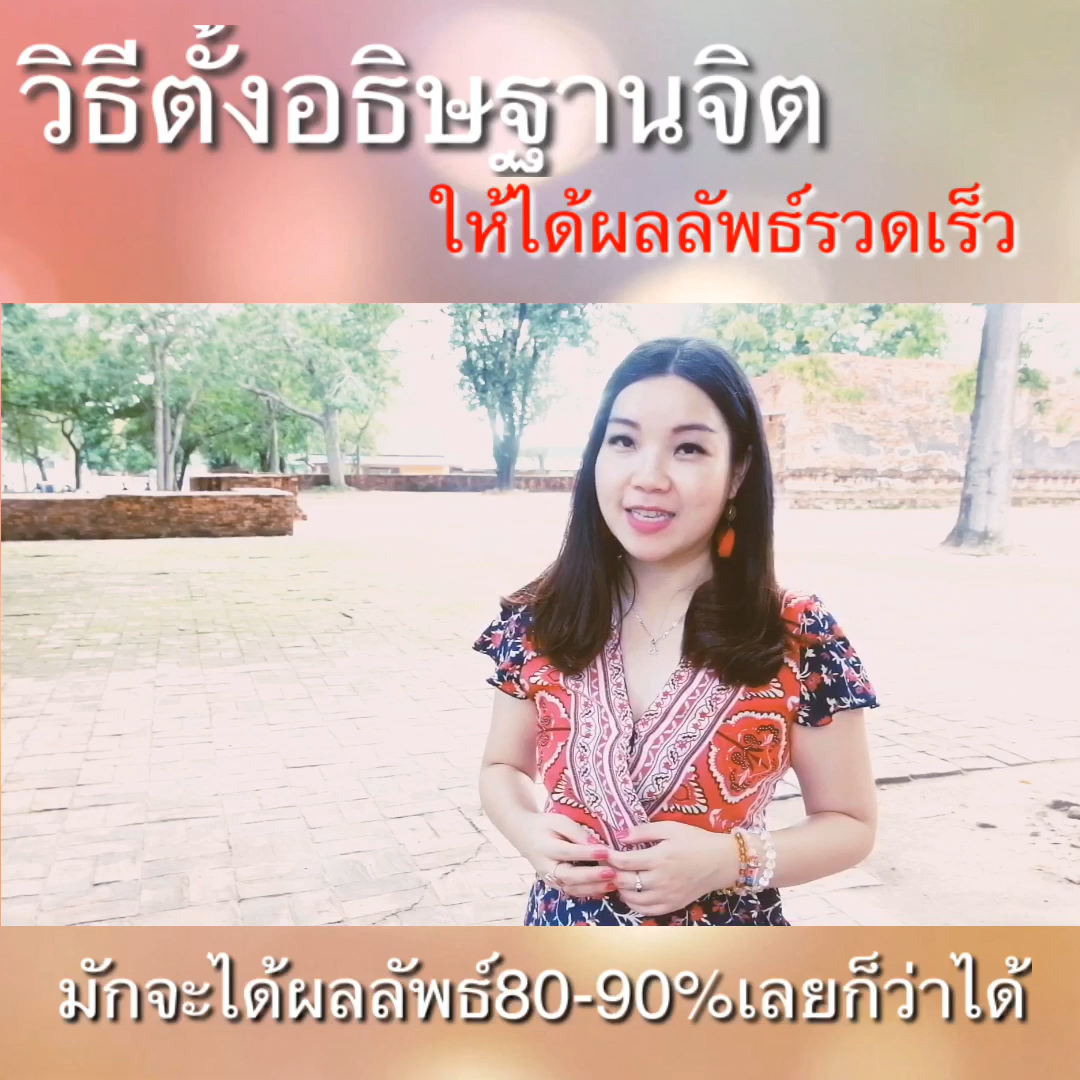 วิธีตั้งอธิษฐานจิต
ให้ได้ผลลัพธ์รวดเร็ว
มักจะได้ผลลัพธ์80-90%เลยก็ว่าได้